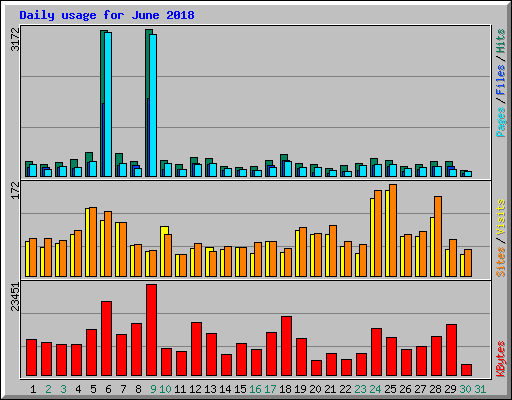 Daily usage for June 2018
3172
Pages / Files / Hits
172
Sites / Visits
23451
KBytes
1 2 3 4 5 6 7 8 9 10 11 12 13 14 15 16 17 18 19 20 21 22 23 24 25 26 27 28 29 30 31